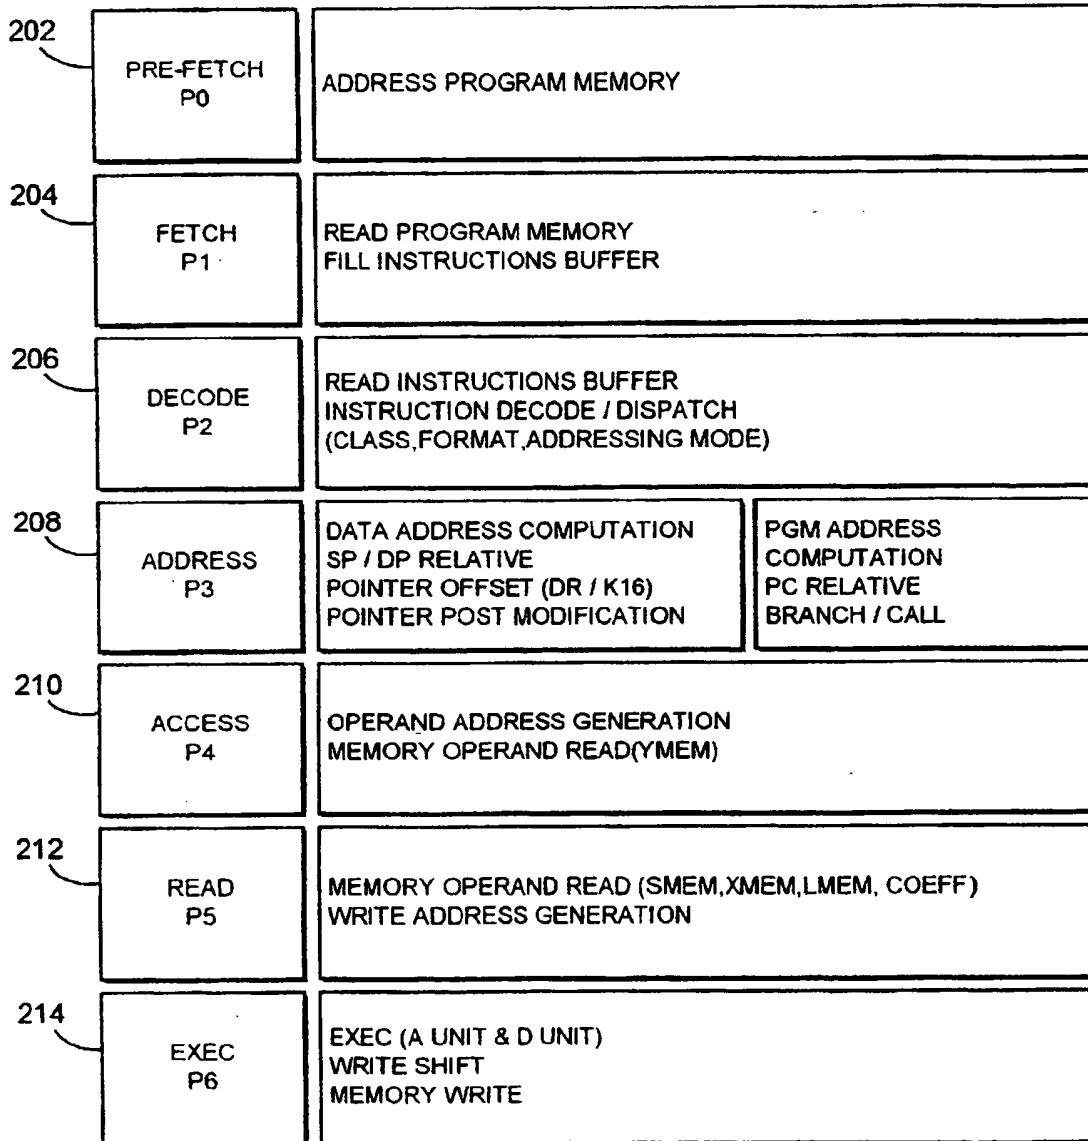 202
PRE-FETCH
P0
ADDRESS PROGRAM MEMORY
204
FETCH
P1
READ PROGRAM MEMORY
FILL INSTRUCTIONS BUFFER
206
DECODE
P2
READ INSTRUCTIONS BUFFER
INSTRUCTION DECODE / DISPATCH
(CLASS,FORMAT,ADDRESSING MODE)
208
ADDRESS
P3
DATA ADDRESS COMPUTATION
SP / DP RELATIVE
POINTER OFFSET (DR / K16)
POINTER POST MODIFICATION
PGM ADDRESS
COMPUTATION
PC RELATIVE
BRANCH / CALL
210
ACCESS
P4
OPERAND ADDRESS GENERATION
MEMORY OPERAND READ(YMEM)
212
READ
P5
MEMORY OPERAND READ (SMEM,XMEM,LMEM, COEFF)
WRITE ADDRESS GENERATION
214
EXEC
P6
EXEC (A UNIT & D UNIT)
WRITE SHIFT
MEMORY WRITE